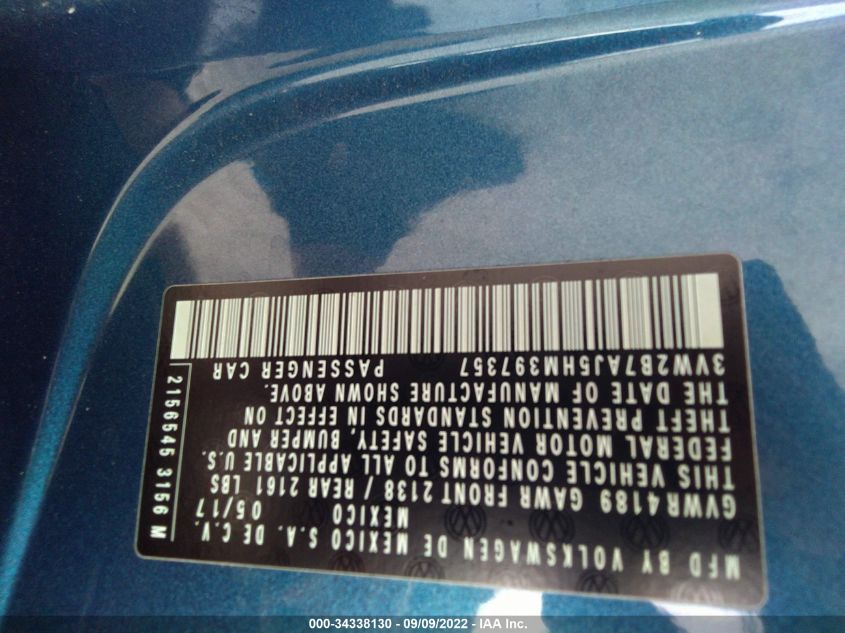 MFD BY VOLKSWAGEN DE MEXICO S.A. DE C.V.
MEXICO 05/17
GVWR 4189 GAWR FRONT 2138 / REAR 2161 LBS
THIS VEHICLE CONFORMS TO ALL APPLICABLE U.S.
FEDERAL MOTOR VEHICLE SAFETY, BUMPER AND
THEFT PREVENTION STANDARDS IN EFFECT ON
THE DATE OF MANUFACTURE SHOWN ABOVE.
3VW2B7AJ5HM397357 PASSENGER CAR
2156545 3156 M
000-34338130 - 09/09/2022 - IAA Inc.